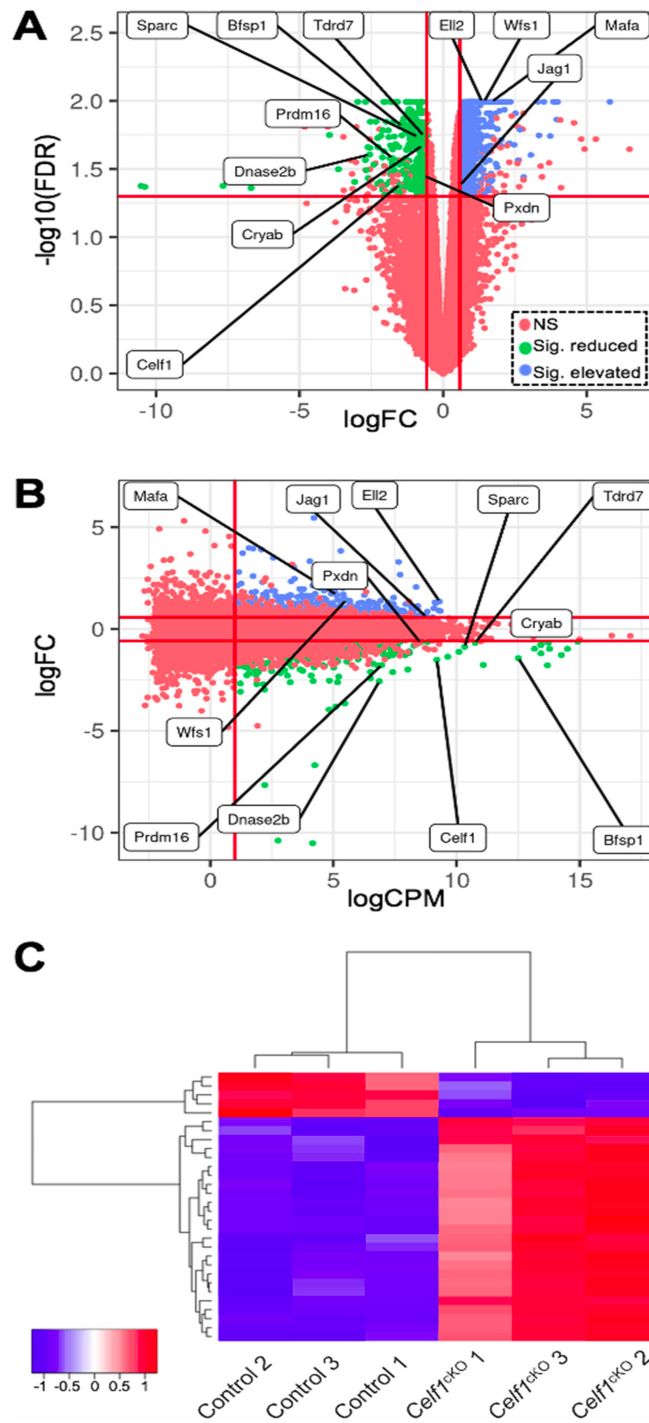 A
Sparc Bfsp1 Tdrd7 Ell2 Wfs1 Mafa
Jag1
Prdm16
Dnase2b
Cryab
Pxdn
Celf1
2.5
2.0
1.5
1.0
0.5
0.0
-log10(FDR)
NS
Sig. reduced
Sig. elevated
-10 -5 0 5
logFC
B
Mafa Jag1 Ell2 Sparc Tdrd7
Pxdn
Cryab
Wfs1
Prdm16 Dnase2b Celf1 Bfsp1
5
0
-5
-10
logFC
0 5 10 15
logCPM
C
-1 -0.5 0 0.5 1
Control 2
Control 3
Control 1
Celf1cKO 1
Celf1cKO 3
Celf1cKO 2